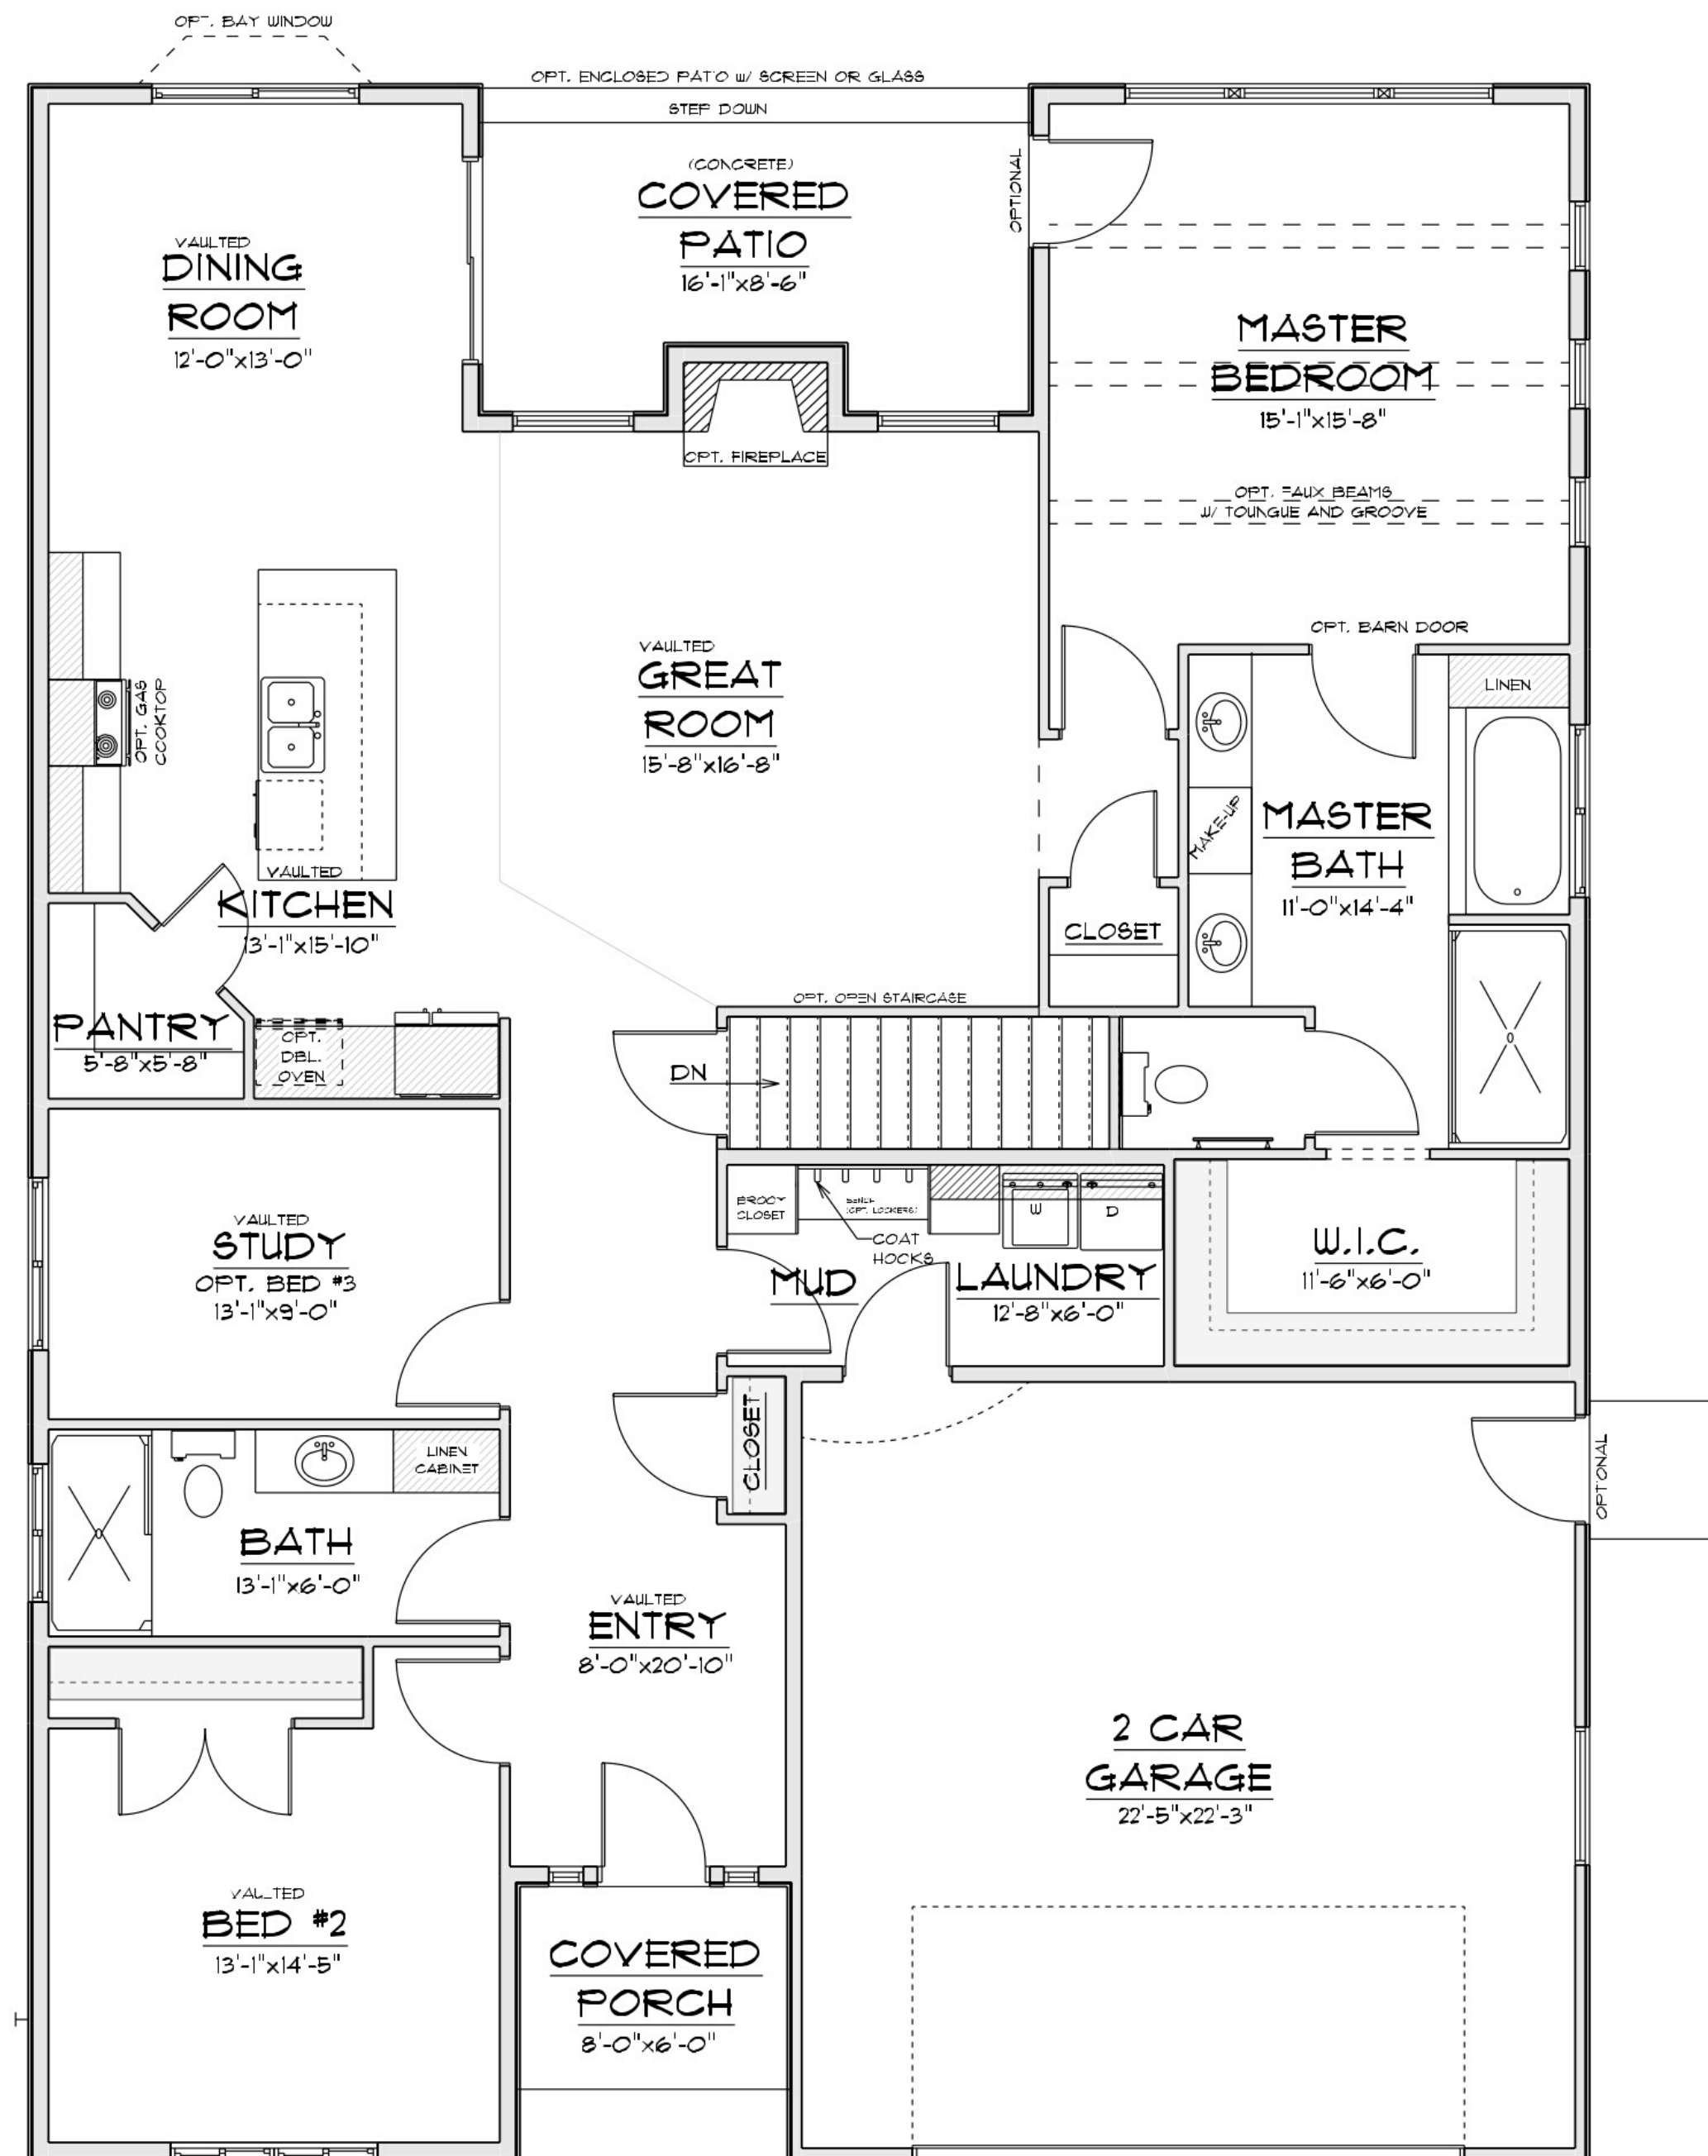 OPT. BAY WINDOW
OPT. ENCLOSED PATIO W/ SCREEN OR GLASS
STEP DOWN
(CONCRETE)
COVERED
PATIO
16'-1"x8'-6"
OPTIONAL
VAULTED
DINING
ROOM
12'-0"x13'-0"
MASTER
BEDROOM
15'-1"x15'-8"
OPT. FIREPLACE
OPT. FAUX BEAMS
W/ TOUNGUE AND GROOVE
OPT. BARN DOOR
VAULTED
GREAT
ROOM
15'-8"x16'-8"
OPT. GAS
COOKTOP
LINEN
MAKE-UP
MASTER
BATH
11'-0"x14'-4"
VAULTED
KITCHEN
13'-1"x15'-10"
CLOSET
OPT. OPEN STAIRCASE
PANTRY
5'-8"x5'-8"
OPT.
DBL.
OVEN
DN
BROOM
CLOSET
BENCH
(OPT. LOCKERS)
COAT
HOOKS
W
D
MUD
LAUNDRY
12'-8"x6'-0"
W.I.C.
11'-6"x6'-0"
VAULTED
STUDY
OPT. BED #3
13'-1"x9'-0"
CLOSET
OPTIONAL
LINEN
CABINET
BATH
13'-1"x6'-0"
VAULTED
ENTRY
8'-0"x20'-10"
2 CAR
GARAGE
22'-5"x22'-3"
VAULTED
BED #2
13'-1"x14'-5"
COVERED
PORCH
8'-0"x6'-0"